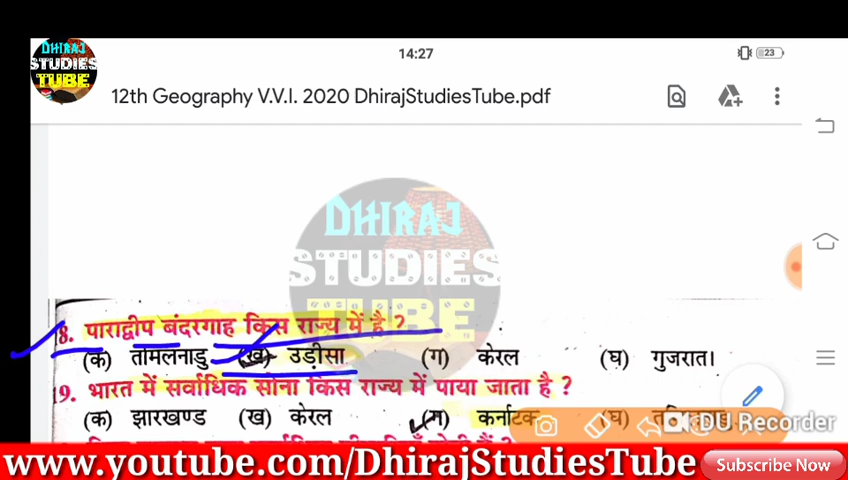 DHIRAJ
STUDIES
TUBE
14:27
23
12th Geography V.V.I. 2020 DhirajStudiesTube.pdf
DHIRAJ
STUDIES
TUBE
18. पाराद्वीप बंदरगाह किस राज्य में है ?
(क) तामिलनाडु (ख) उड़ीसा (ग) केरल (घ) गुजरात।
19. भारत में सर्वाधिक सोना किस राज्य में पाया जाता है ?
(क) झारखण्ड (ख) केरल (ग) कर्नाटक (घ)
DU Recorder
www.youtube.com/DhirajStudiesTube
Subscribe Now